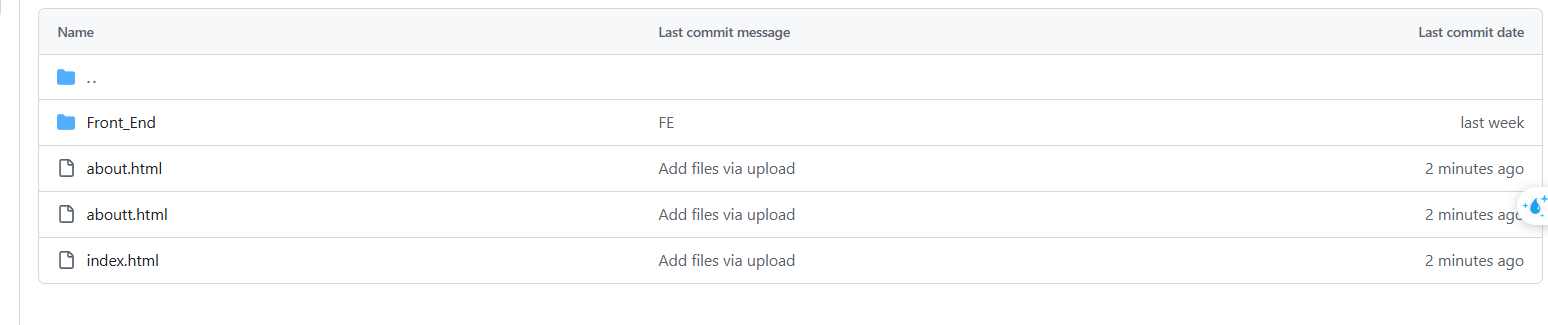 Name Last commit message Last commit date
..
Front_End FE last week
about.html Add files via upload 2 minutes ago
aboutt.html Add files via upload 2 minutes ago
index.html Add files via upload 2 minutes ago